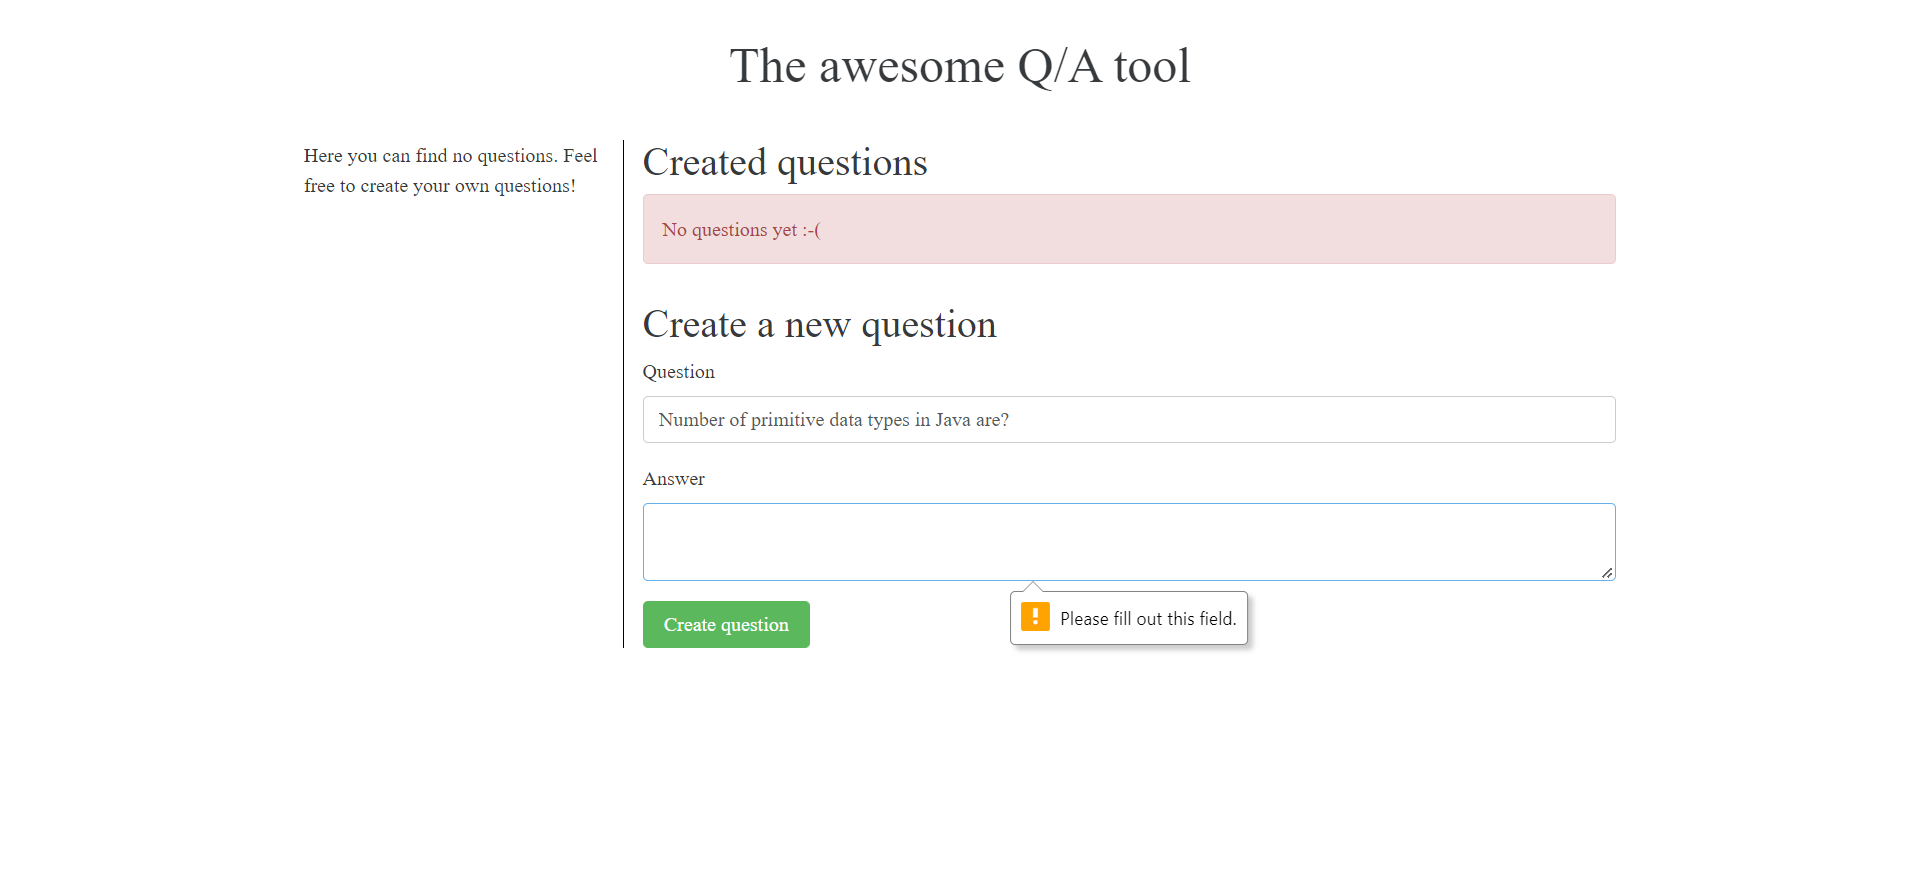 The awesome Q/A tool
Here you can find no questions. Feel
free to create your own questions!
Created questions
No questions yet :-(
Create a new question
Question
Number of primitive data types in Java are?
Answer
Please fill out this field.
Create question